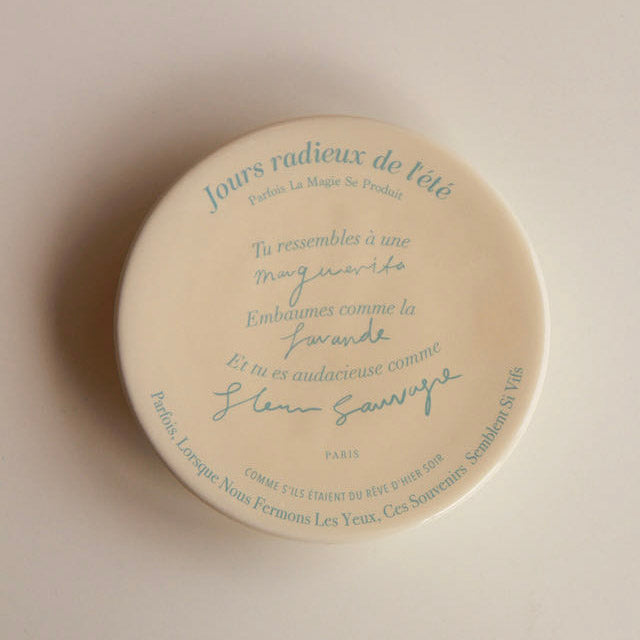 Jours radieux de l'été
Parfois La Magie Se Produit
Tu ressembles à une
marguerita
Embaumes comme la
Lavande
Et tu es audacieuse comme
fleur sauvage
PARIS
COMME S'ILS ÉTAIENT DU RÊVE D'HIER SOIR
Parfois, Lorsque Nous Fermons Les Yeux, Ces Souvenirs Semblent Si Vifs